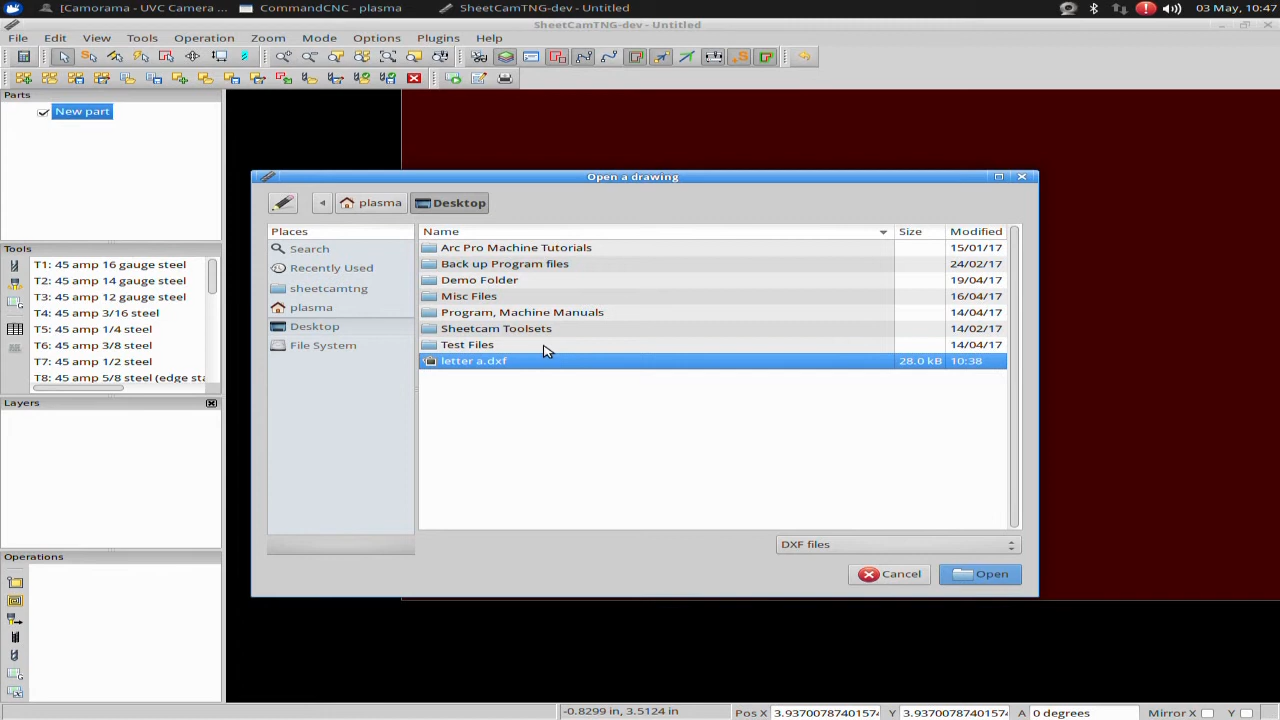 [Camorama - UVC Camera ...
CommandCNC - plasma
SheetCamTNG-dev - Untitled
03 May, 10:47
SheetCamTNG-dev - Untitled
File Edit View Tools Operation Zoom Mode Options Plugins Help
Parts
New part
Tools
T1: 45 amp 16 gauge steel
T2: 45 amp 14 gauge steel
T3: 45 amp 12 gauge steel
T4: 45 amp 3/16 steel
T5: 45 amp 1/4 steel
T6: 45 amp 3/8 steel
T7: 45 amp 1/2 steel
T8: 45 amp 5/8 steel (edge sta
Layers
Operations
Open a drawing
plasma Desktop
Places
Search
Recently Used
sheetcamtng
plasma
Desktop
File System
Name Size Modified
Arc Pro Machine Tutorials 15/01/17
Back up Program files 24/02/17
Demo Folder 19/04/17
Misc Files 16/04/17
Program, Machine Manuals 14/04/17
Sheetcam Toolsets 14/02/17
Test Files 14/04/17
letter a.dxf 28.0 kB 10:38
DXF files
Cancel Open
-0.8299 in, 3.5124 in Pos X 3.93700787401574 Y 3.93700787401574 A 0 degrees Mirror X Y